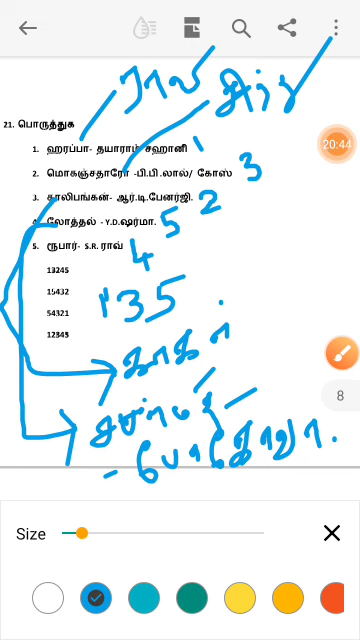 ராவி சிந்
21. பொருத்துக
1. ஹரப்பா- தயாராம் சஹானி 1
2. மொகஞ்சதாரோ -பி.பி.லால்/ கோஸ் 3
20:44
3. காலிபங்கன்- ஆர்.டி.பேனர்ஜி. 2
4. லோத்தல் - Y.D.ஷர்மா. 5
5. ரூபார்- S.R. ராவ் 4
13245
15432
54321
12345
135
8
Size